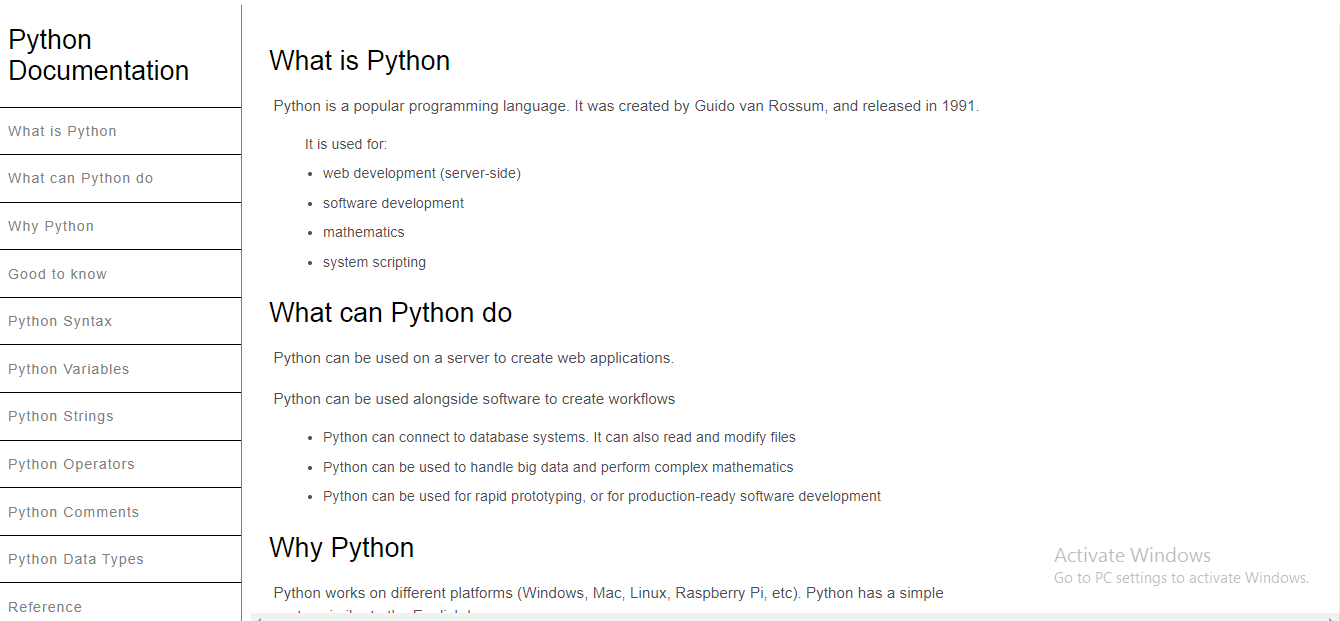 Python
Documentation
What is Python
What can Python do
Why Python
Good to know
Python Syntax
Python Variables
Python Strings
Python Operators
Python Comments
Python Data Types
Reference
What is Python
Python is a popular programming language. It was created by Guido van Rossum, and released in 1991.
It is used for:
• web development (server-side)
• software development
• mathematics
• system scripting
What can Python do
Python can be used on a server to create web applications.
Python can be used alongside software to create workflows
• Python can connect to database systems. It can also read and modify files
• Python can be used to handle big data and perform complex mathematics
• Python can be used for rapid prototyping, or for production-ready software development
Why Python
Python works on different platforms (Windows, Mac, Linux, Raspberry Pi, etc). Python has a simple
Activate Windows
Go to PC settings to activate Windows.